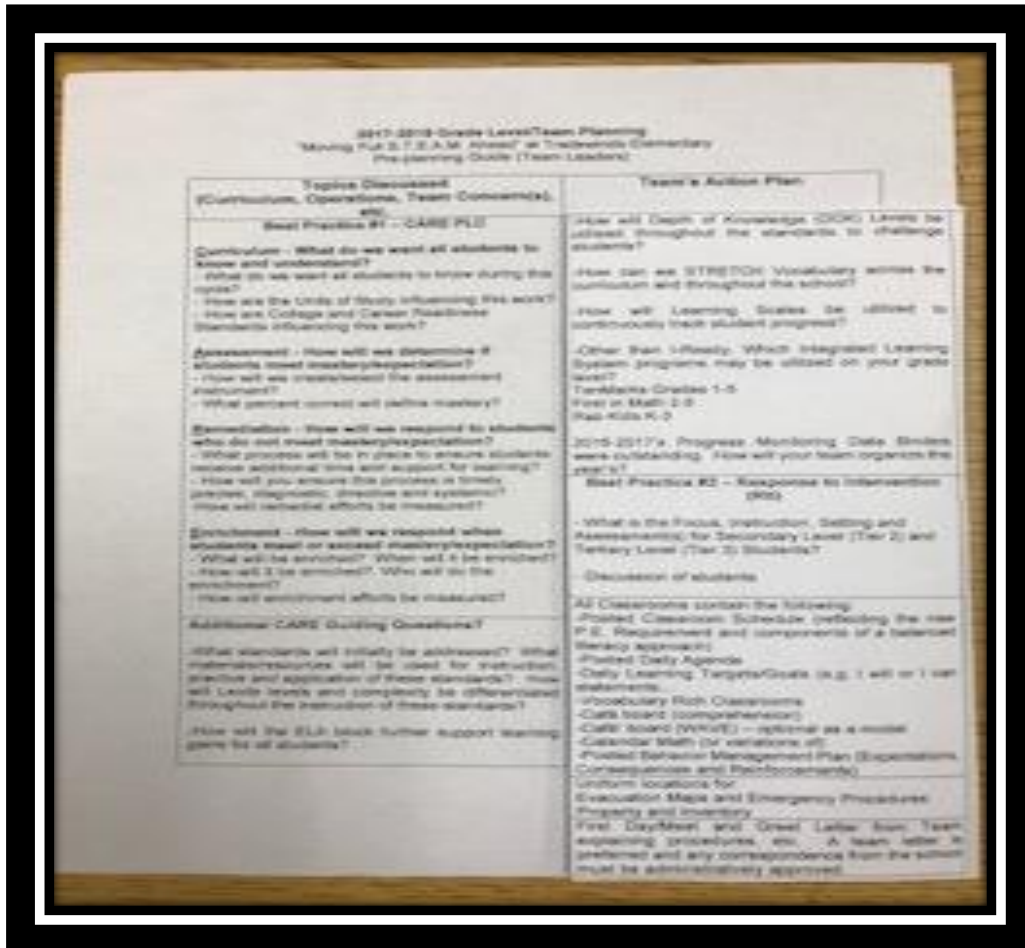 2017-2018 Grade Level/Team Planning
"Moving Full S.T.E.A.M. Ahead" at Tradewinds Elementary
Pre-planning Guide (Team Leaders)
Topics Discussed
(Curriculum, Operations, Team Concern(s),
etc.
Best Practice #1 – CARE PLC
Curriculum - What do we want all students to
know and understand?
- What do we want all students to know during this
cycle?
- How are the Units of Study influencing this work?
- How are College and Career Readiness
Standards influencing this work?
Assessment - How will we determine if
students meet mastery/expectation?
- How will we create/select the assessment
instrument?
- What percent correct will define mastery?
Remediation - How will we respond to students
who do not meet mastery/expectation?
- What process will be in place to ensure students
receive additional time and support for learning?
- How will you ensure this process is timely,
precise, diagnostic, directive and systemic?
How will remedial efforts be measured?
Enrichment - How will we respond when
students meet or exceed mastery/expectation?
- What will be enriched? When will it be enriched?
- How will it be enriched? Who will do the
enrichment?
- How will enrichment efforts be measured?
Additional CARE Guiding Questions?
-What standards will initially be addressed? What
materials/resources will be used for instruction,
practice and application of these standards? How
will Lexile levels and complexity be differentiated
throughout the instruction of these standards?
-How will the ELA block further support learning
gains for all students?
Team's Action Plan
-How will Depth of Knowledge (DOK) Levels be
utilized throughout the standards to challenge
students?
-How can we STRETCH Vocabulary across the
curriculum and throughout the school?
-How will Learning Scales be utilized to
continuously track student progress?
-Other than I-Ready, Which Integrated Learning
System programs may be utilized on your grade
level?
TenMarks Grades 1-5
First in Math 2-5
Raz-Kids K-3
2016-2017's Progress Monitoring Data Binders
were outstanding. How will your team organize this
year's?
Best Practice #2 – Response to Intervention
(RtI)
- What is the Focus, Instruction, Setting and
Assessment(s) for Secondary Level (Tier 2) and
Tertiary Level (Tier 3) Students?
- Discussion of students
All Classrooms contain the following:
-Posted Classroom Schedule (reflecting the new
P.E. Requirement and components of a balanced
literacy approach)
-Posted Daily Agenda
-Daily Learning Targets/Goals (e.g. I will or I can
statements
-Vocabulary Rich Classrooms
-Café board (comprehension)
-Café board (WAVE) – optional as a model
-Calendar Math (or variations of)
-Posted Behavior Management Plan (Expectations,
Consequences and Reinforcements)
Uniform locations for:
Evacuation Maps and Emergency Procedures
Property and Inventory
First Day/Meet and Greet Letter from Team
explaining procedures, etc. A team letter is
preferred and any correspondence from the school
must be administratively approved.